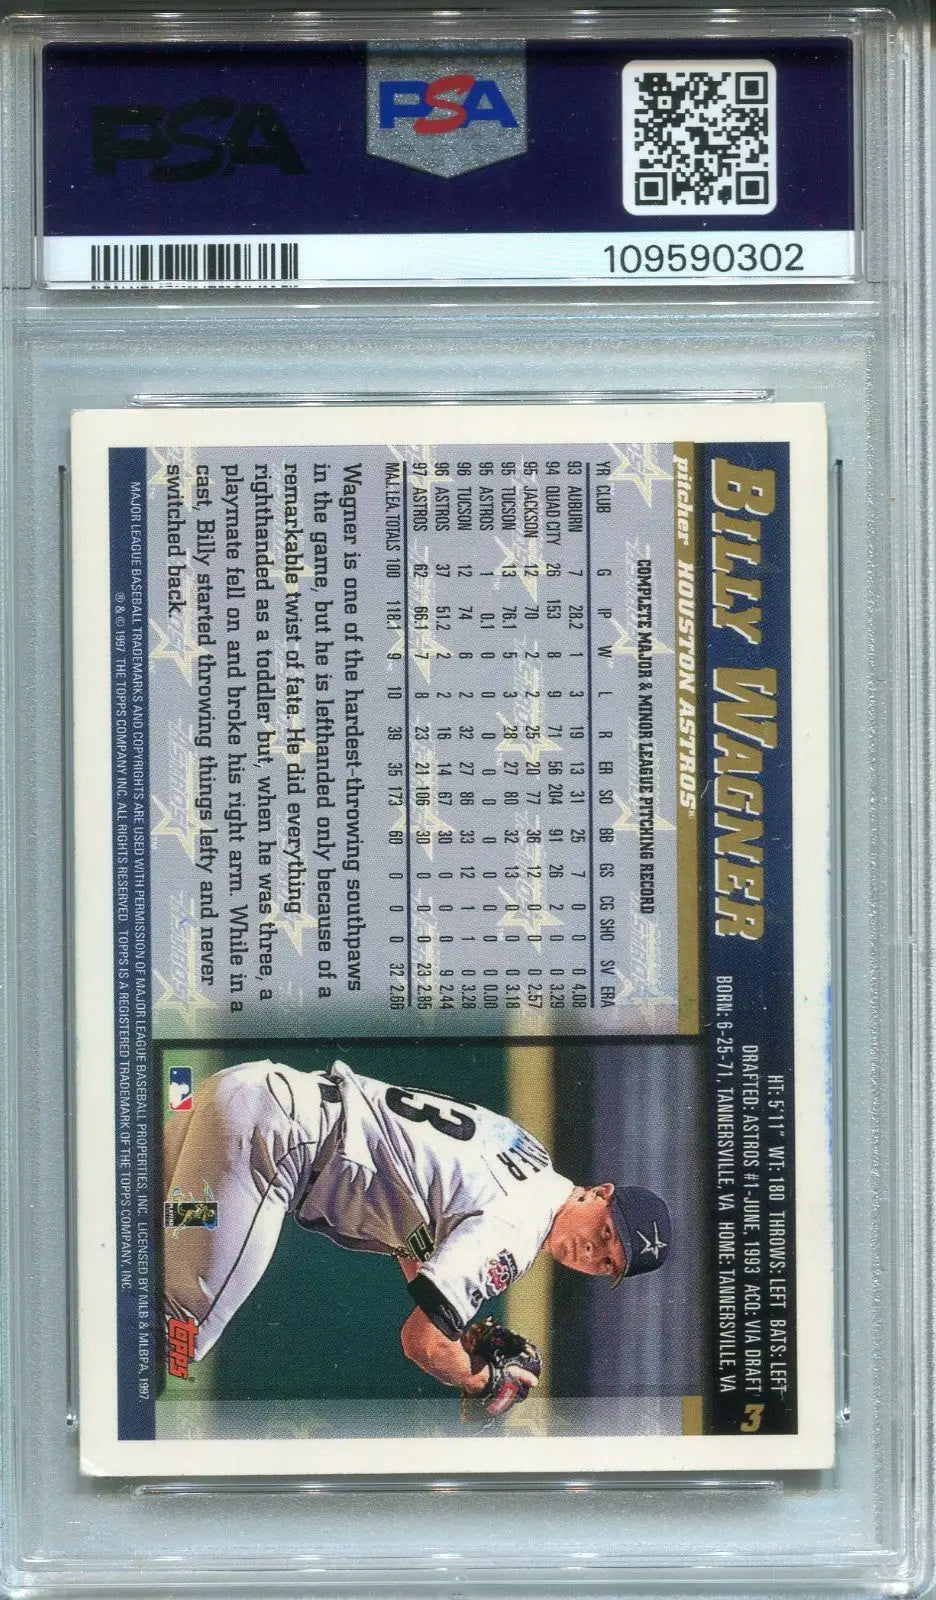 PSA
PSA
109590302
BILLY WAGNER
pitcher HOUSTON ASTROS
HT: 5'11" WT: 180 THROWS: LEFT BATS: LEFT
DRAFTED: ASTROS #1-JUNE, 1993 ACQ: VIA DRAFT
BORN: 6-25-71, TANNERSVILLE, VA HOME: TANNERSVILLE, VA
3
COMPLETE MAJOR & MINOR LEAGUE PITCHING RECORD
YR CLUB G IP W L R ER SO BB GS CG SHO SV ERA
93 AUBURN 7 28.2 1 3 19 13 31 25 7 0 0 0 4.08
94 QUAD CITY 26 153 8 9 71 56 204 91 26 2 0 0 3.29
95 JACKSON 12 70 2 2 25 20 77 36 12 0 0 0 2.57
95 TUCSON 13 76.1 5 3 28 27 80 32 13 0 0 0 3.18
95 ASTROS 1 0.1 0 0 0 0 0 0 0 0 0 0 0.00
96 TUCSON 12 74 6 2 32 27 86 33 12 1 1 0 3.28
96 ASTROS 37 51.2 2 2 16 14 67 30 0 0 0 9 2.44
97 ASTROS 62 66.1 7 8 23 21 106 30 0 0 0 23 2.85
MAJ.LEA. TOTALS 100 118.1 9 10 39 35 173 60 0 0 0 32 2.66
Wagner is one of the hardest-throwing southpaws
in the game, but he is lefthanded only because of a
remarkable twist of fate. He did everything
righthanded as a toddler but, when he was three, a
playmate fell on and broke his right arm. While in a
cast, Billy started throwing things lefty and never
switched back.
13
topps
MAJOR LEAGUE BASEBALL TRADEMARKS AND COPYRIGHTS ARE USED WITH PERMISSION OF MAJOR LEAGUE BASEBALL PROPERTIES, INC. LICENSED BY MLB & MLBPA, 1997.
® & © 1997 THE TOPPS COMPANY, INC. ALL RIGHTS RESERVED. TOPPS IS A REGISTERED TRADEMARK OF THE TOPPS COMPANY, INC.